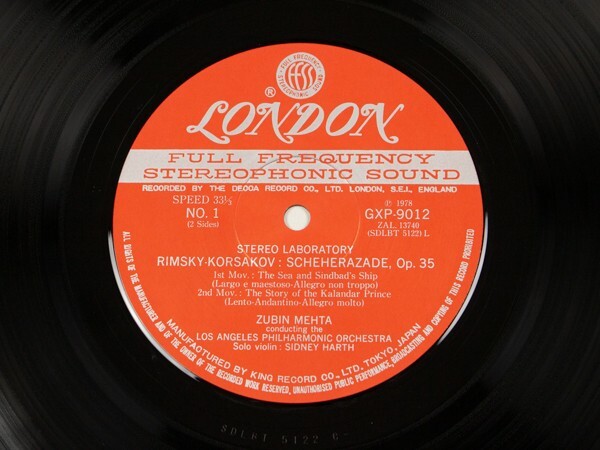 FULL FREQUENCY
STEREOPHONIC SOUND
FFSS
® LONDON
FULL FREQUENCY
STEREOPHONIC SOUND
RECORDED BY THE DECCA RECORD CO., LTD. LONDON, S.E.I., ENGLAND
SPEED 33⅓
NO. 1
(2 Sides)
℗ 1978
GXP-9012
ZAL. 13740
(SDLBT 5122) L
STEREO LABORATORY
RIMSKY-KORSAKOV : SCHEHERAZADE, Op. 35
1st Mov. : The Sea and Sindbad's Ship
(Largo e maestoso-Allegro non troppo)
2nd Mov. : The Story of the Kalandar Prince
(Lento-Andantino-Allegro molto)
ZUBIN MEHTA
conducting the
LOS ANGELES PHILHARMONIC ORCHESTRA
Solo violin : SIDNEY HARTH
MANUFACTURED BY KING RECORD CO., LTD, TOKYO, JAPAN
ALL RIGHTS OF THE MANUFACTURER AND OF THE OWNER OF THE RECORDED WORK RESERVED, UNAUTHORISED PUBLIC PERFORMANCE, BROADCASTING AND COPYING OF THIS RECORD PROHIBITED
SDLBT 5122